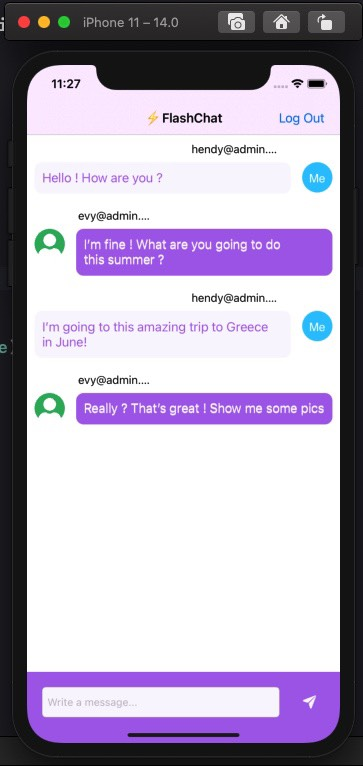 iPhone 11 – 14.0
11:27
⚡FlashChat
Log Out
hendy@admin....
Hello ! How are you ?
Me
evy@admin....
I'm fine ! What are you going to do
this summer ?
hendy@admin....
I'm going to this amazing trip to Greece
in June!
Me
evy@admin....
Really ? That's great ! Show me some pics
Write a message...